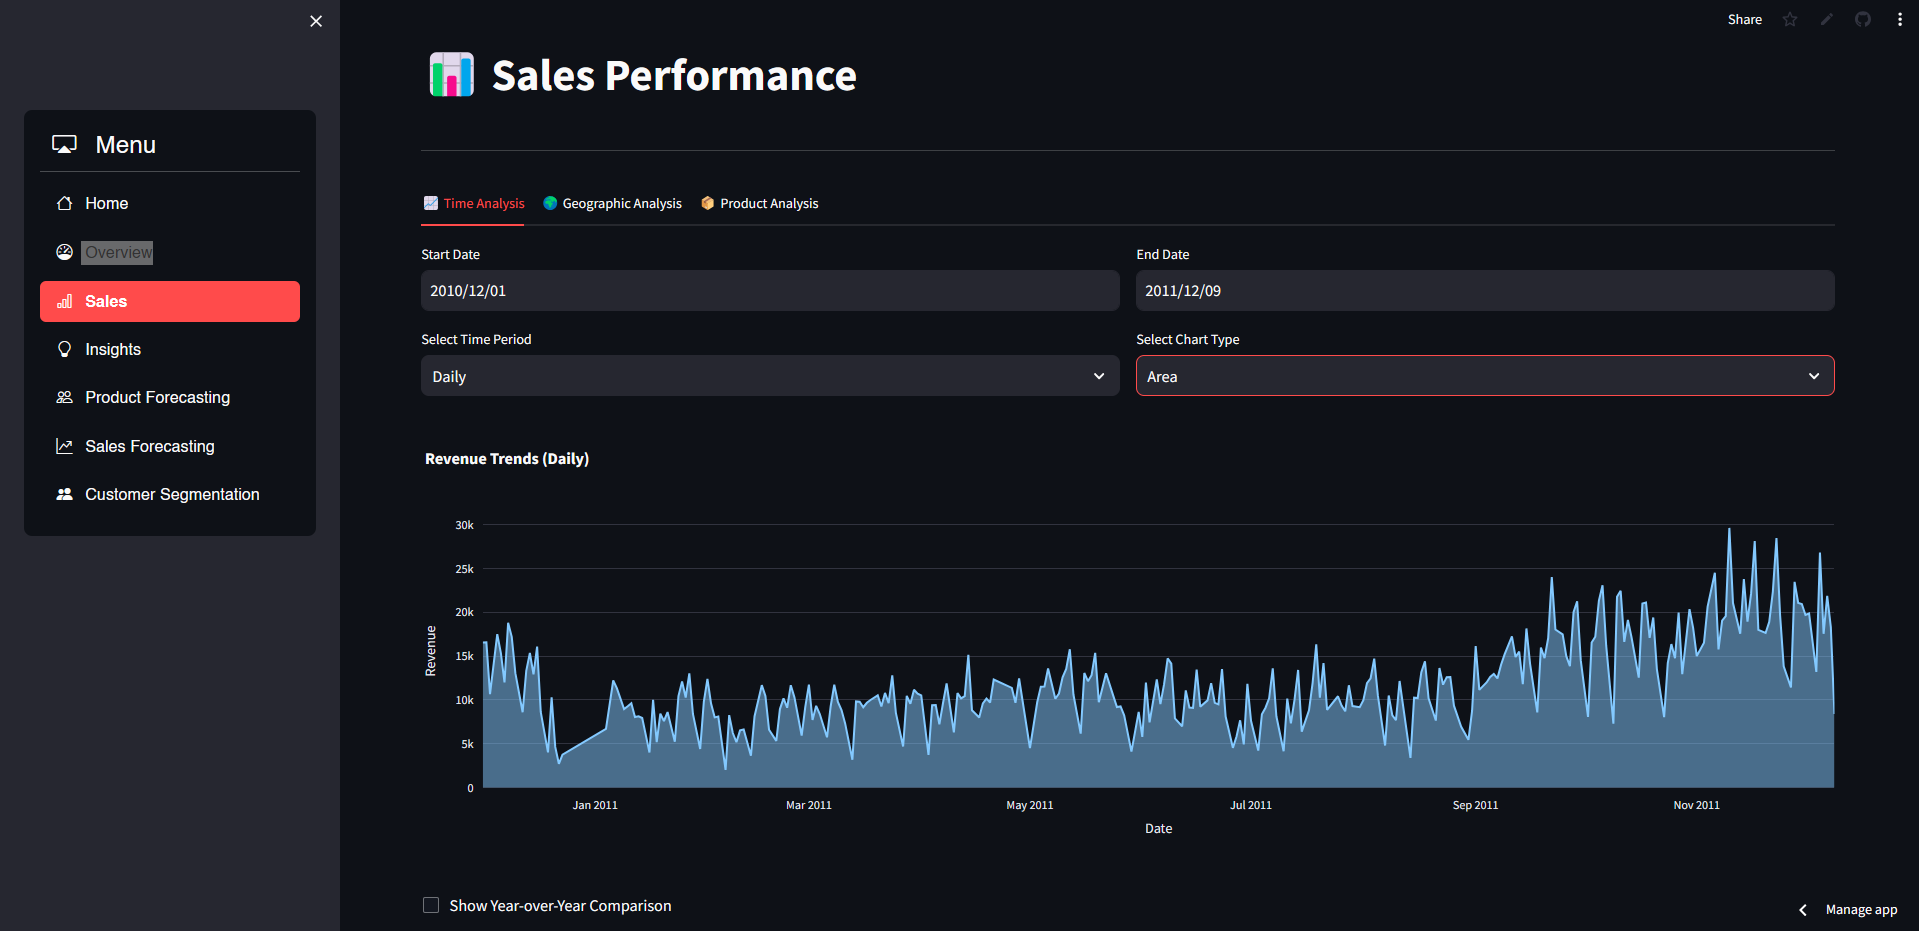 Share
Sales Performance
Menu
Home
Overview
Sales
Insights
Product Forecasting
Sales Forecasting
Customer Segmentation
Time Analysis
Geographic Analysis
Product Analysis
Start Date
End Date
2010/12/01
2011/12/09
Select Time Period
Select Chart Type
Daily
Area
Revenue Trends (Daily)
30k
25k
20k
15k
10k
5k
0
Revenue
Jan 2011
Mar 2011
May 2011
Jul 2011
Sep 2011
Nov 2011
Date
Show Year-over-Year Comparison
Manage app